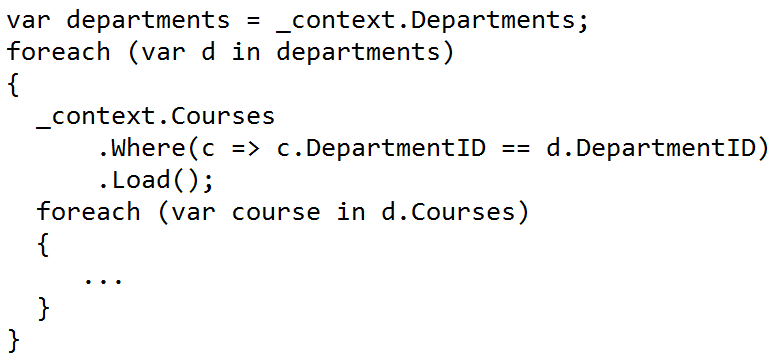 var departments = _context.Departments;
foreach (var d in departments)
{
  _context.Courses
      .Where(c => c.DepartmentID == d.DepartmentID)
      .Load();
  foreach (var course in d.Courses)
  {
     ...
  }
}